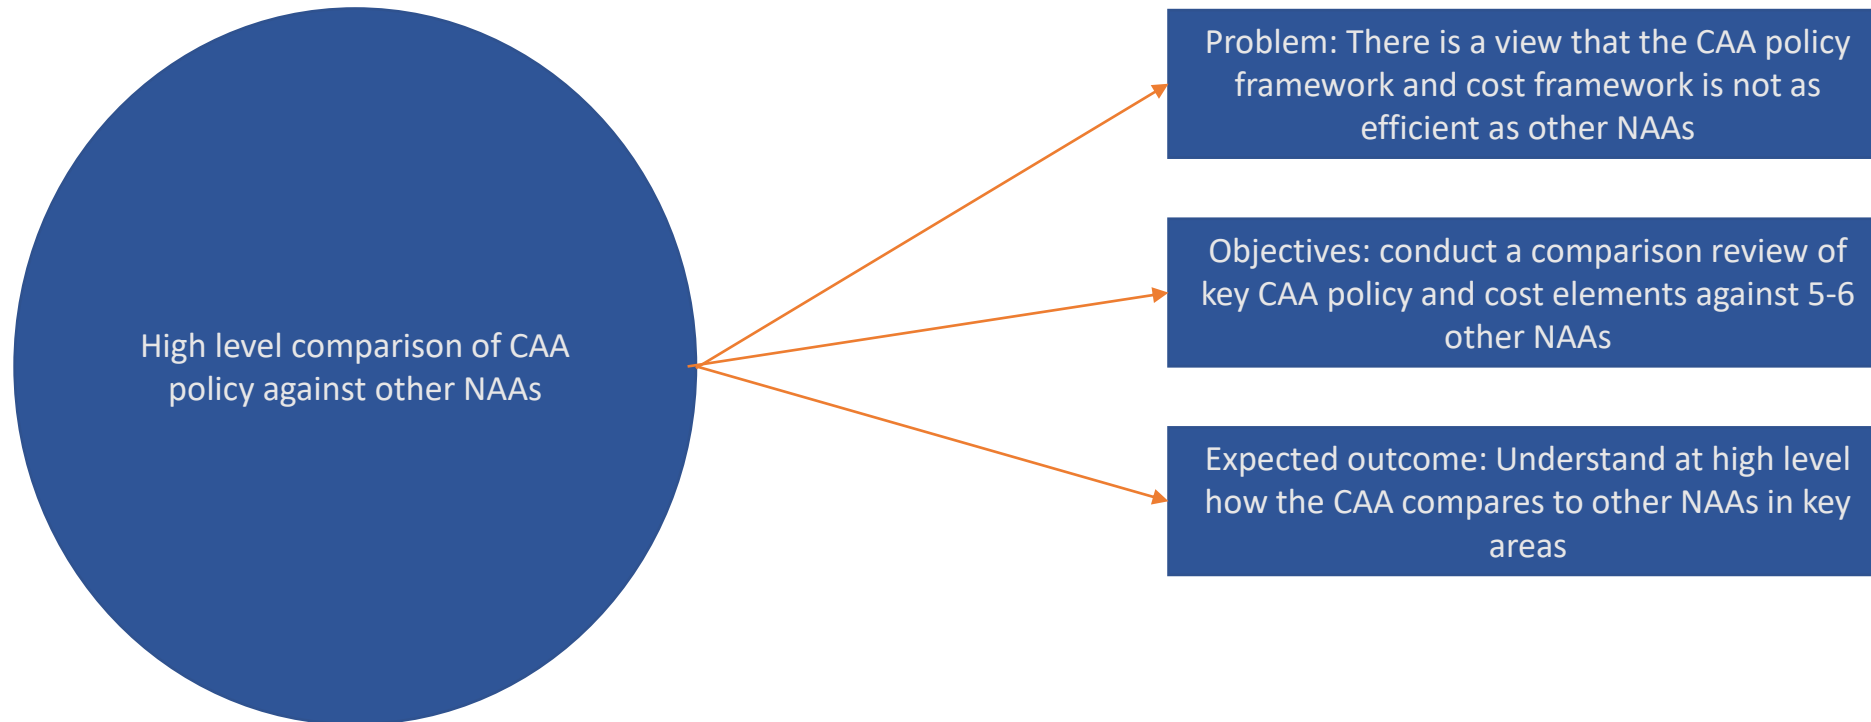 High level comparison of CAA
policy against other NAAs
Problem: There is a view that the CAA policy
framework and cost framework is not as
efficient as other NAAs
Objectives: conduct a comparison review of
key CAA policy and cost elements against 5-6
other NAAs
Expected outcome: Understand at high level
how the CAA compares to other NAAs in key
areas